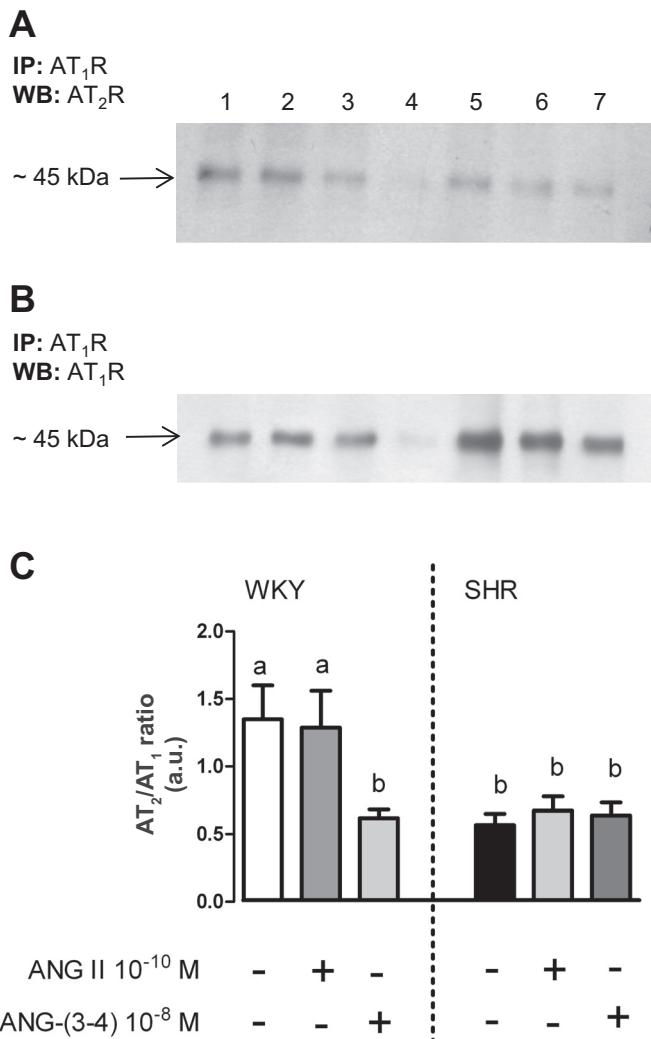 A
IP: AT₁R
WB: AT₂R
1 2 3 4 5 6 7
~ 45 kDa
B
IP: AT₁R
WB: AT₁R
~ 45 kDa
C
WKY SHR
2.0
1.5
1.0
0.5
0.0
AT₂/AT₁ ratio
(a.u.)
a a b b b b
ANG II 10⁻¹⁰ M - + - - + -
ANG-(3-4) 10⁻⁸ M - - + - - +